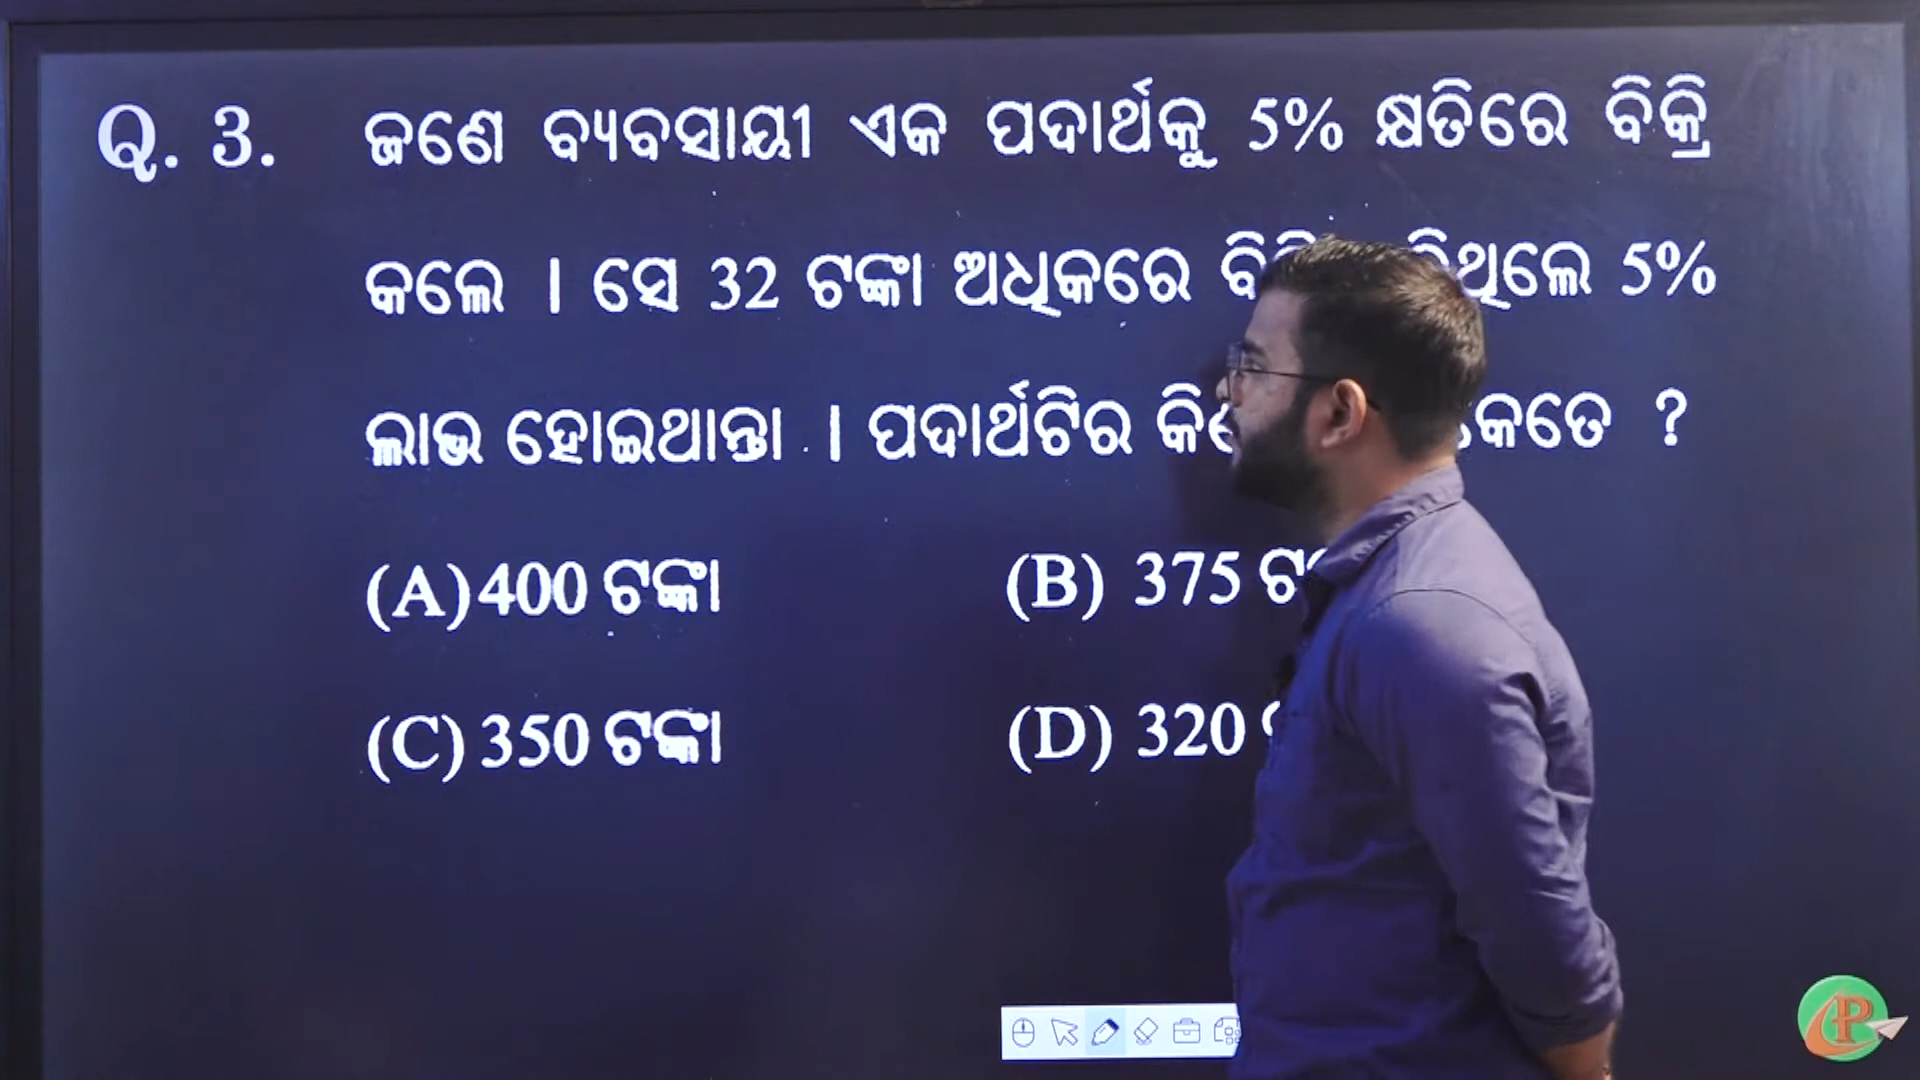 Q. 3. ଜଣେ ବ୍ୟବସାୟୀ ଏକ ପଦାର୍ଥକୁ 5% କ୍ଷତିରେ ବିକ୍ରି
କଲେ । ସେ 32 ଟଙ୍କା ଅଧିକରେ 5%
ଲାଭ ହୋଇଥାନ୍ତା । ପଦାର୍ଥଟିର କେତେ ?
(A) 400 ଟଙ୍କା (B) 375
(C) 350 ଟଙ୍କା (D) 320